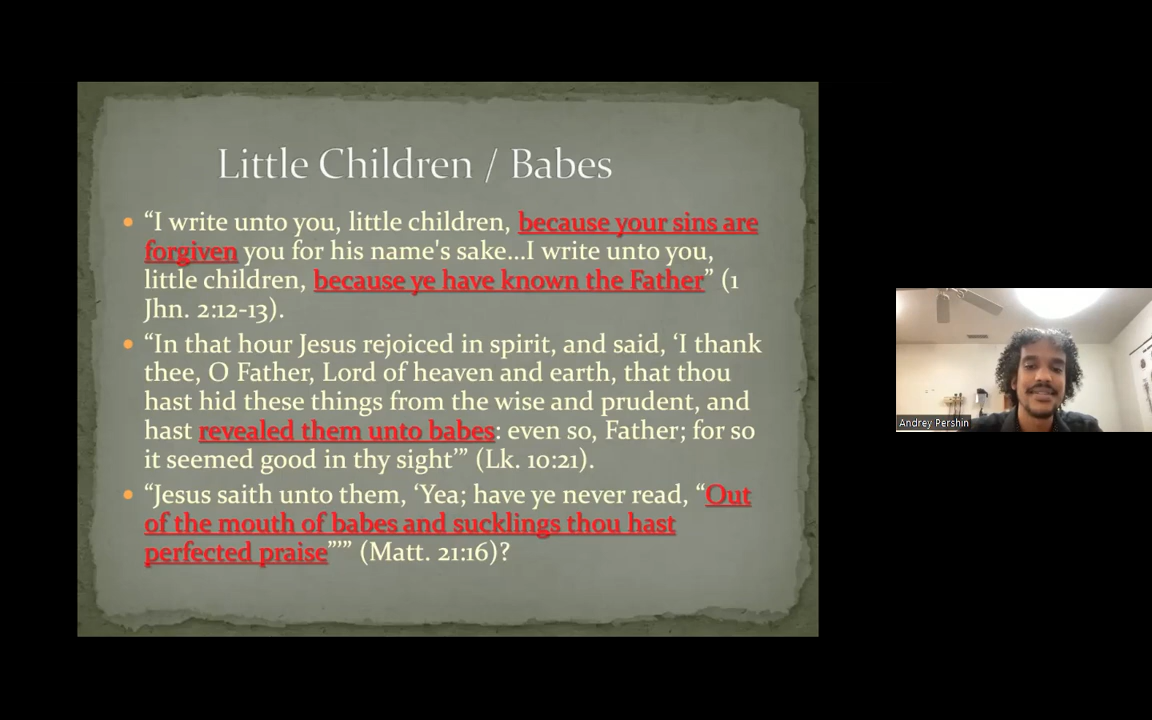 Little Children / Babes
• “I write unto you, little children, because your sins are
forgiven you for his name's sake...I write unto you,
little children, because ye have known the Father” (1
Jhn. 2:12-13).
• “In that hour Jesus rejoiced in spirit, and said, ‘I thank
thee, O Father, Lord of heaven and earth, that thou
hast hid these things from the wise and prudent, and
hast revealed them unto babes: even so, Father; for so
it seemed good in thy sight’” (Lk. 10:21).
• “Jesus saith unto them, ‘Yea; have ye never read, “Out
of the mouth of babes and sucklings thou hast
perfected praise”’” (Matt. 21:16)?
Andrey Pershin